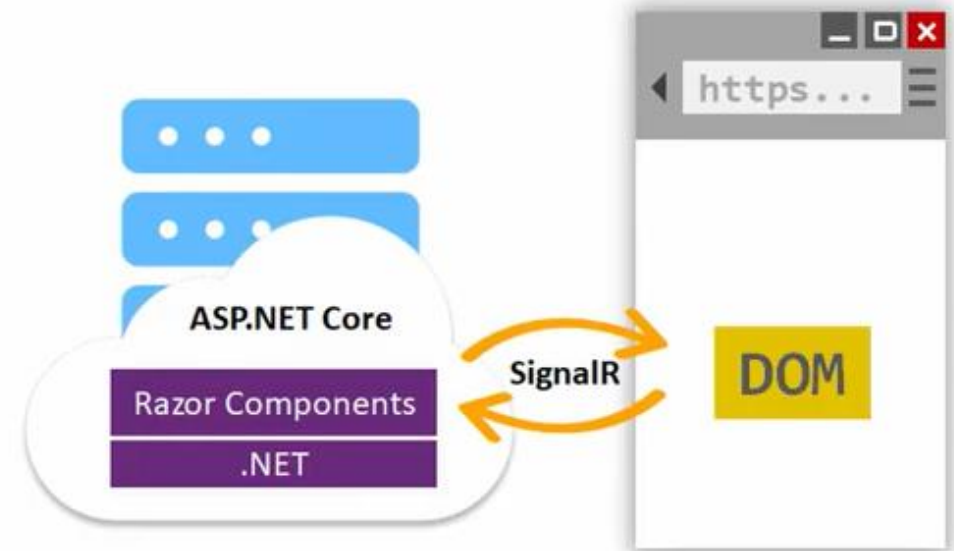 https...
ASP.NET Core
SignalR
Razor Components
.NET
DOM